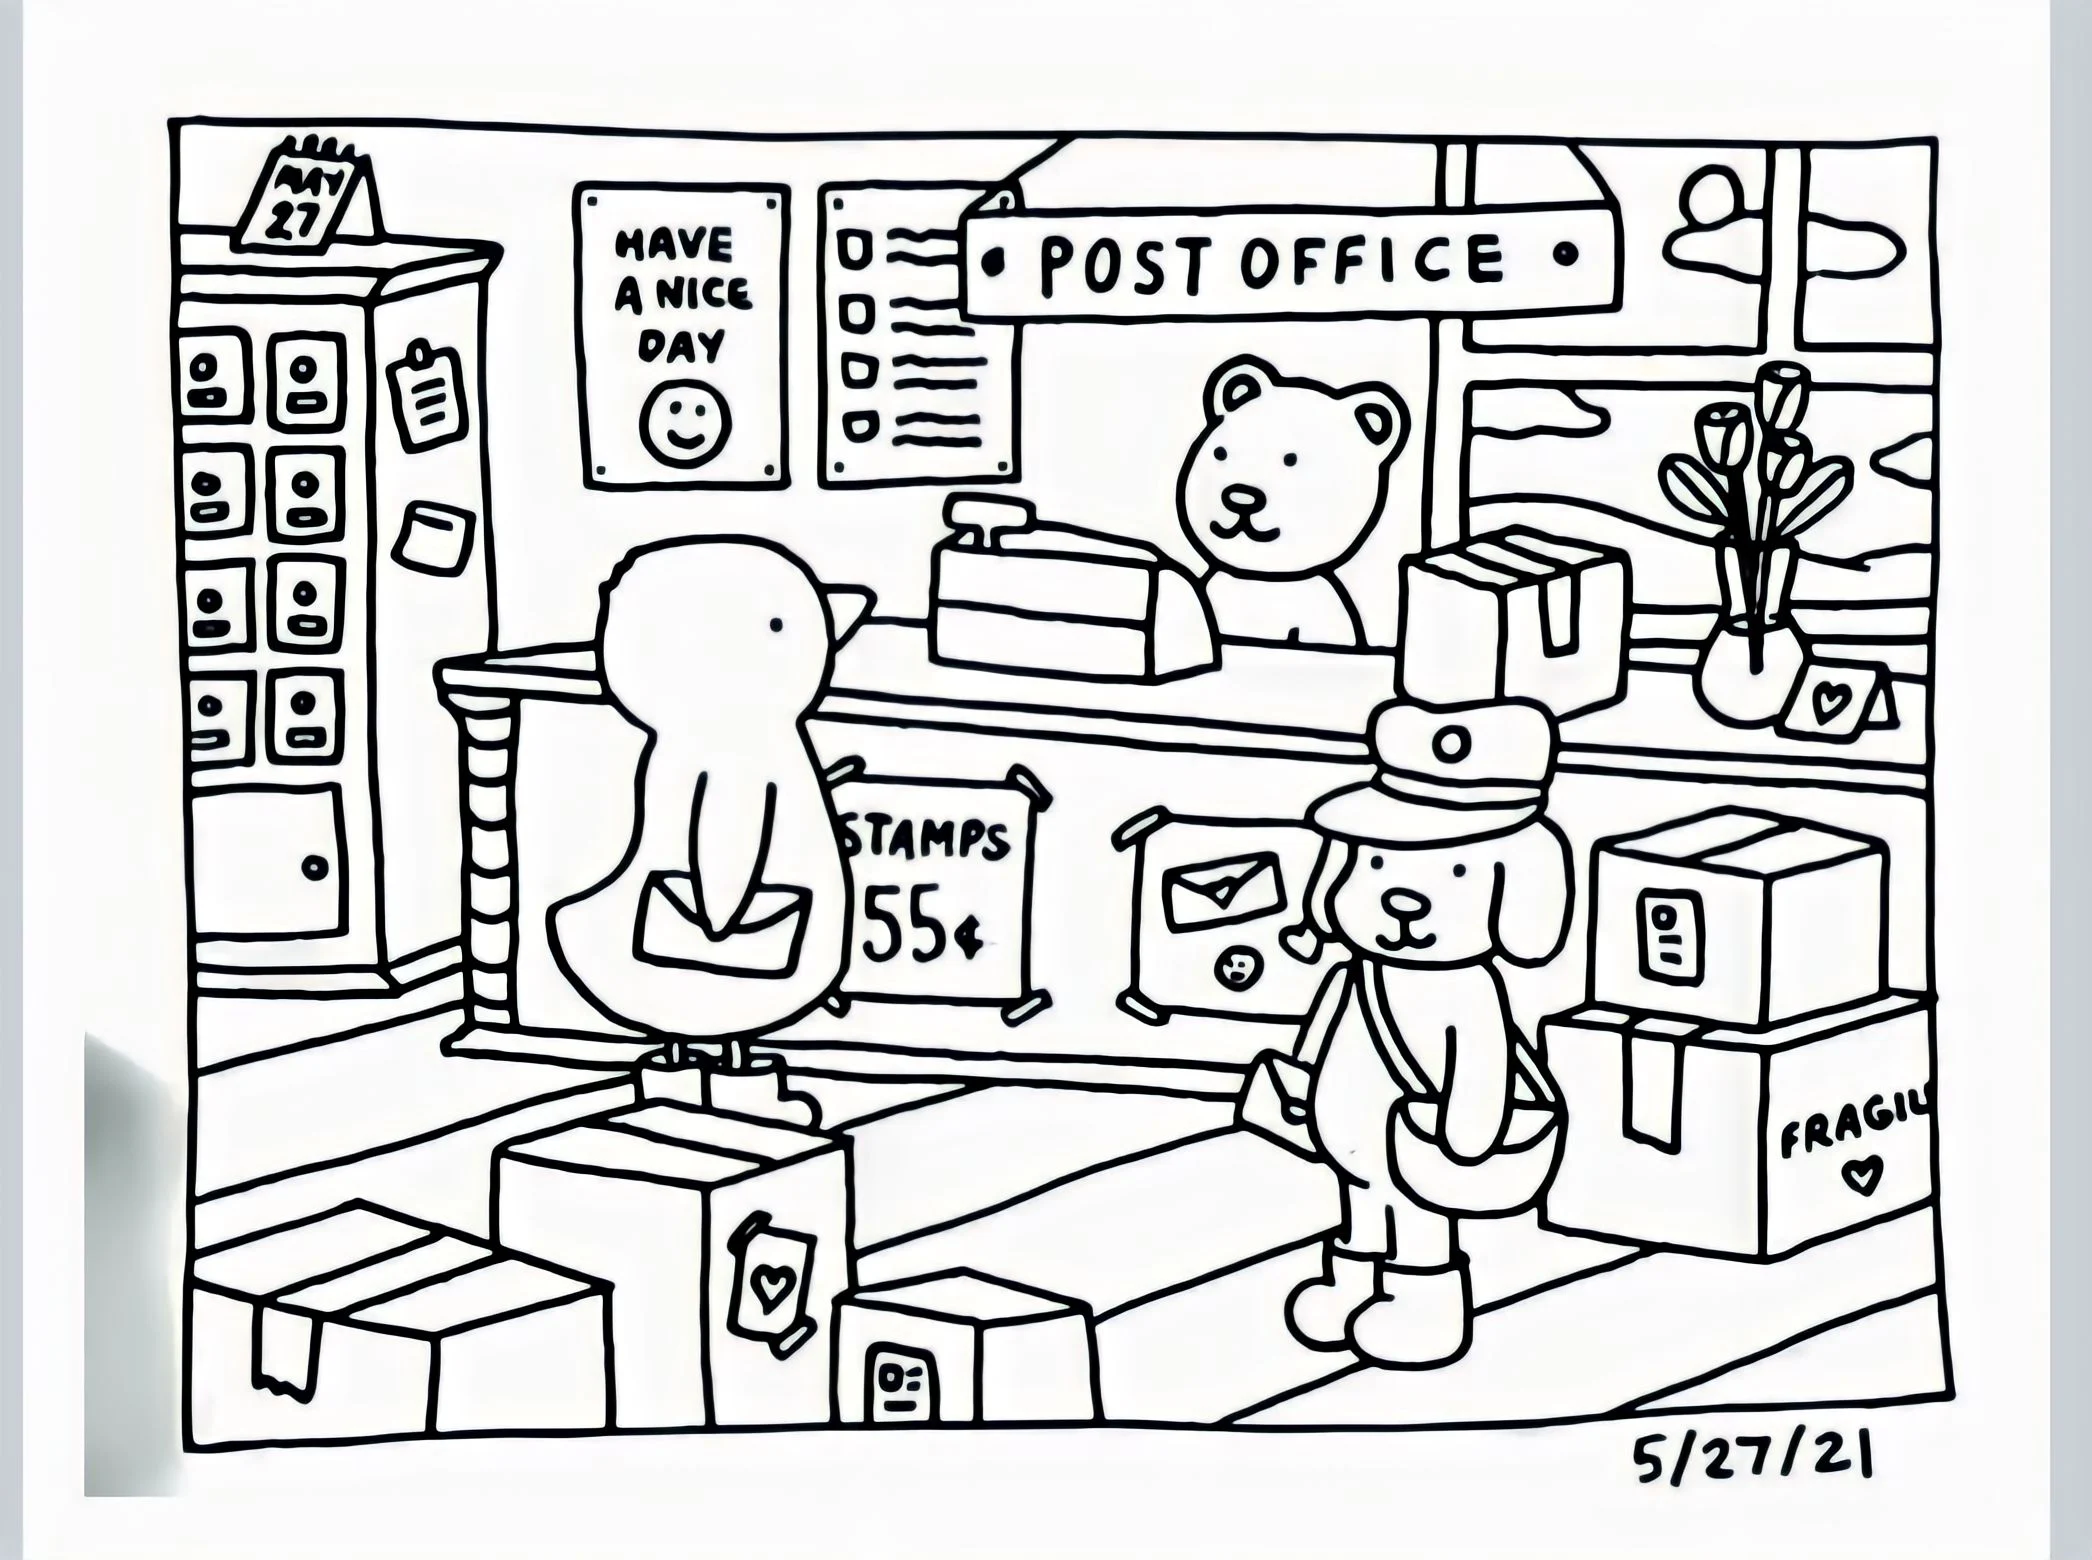 MAY
27
HAVE
A NICE
DAY
POST OFFICE
STAMPS
55¢
FRAGIL
5/27/21